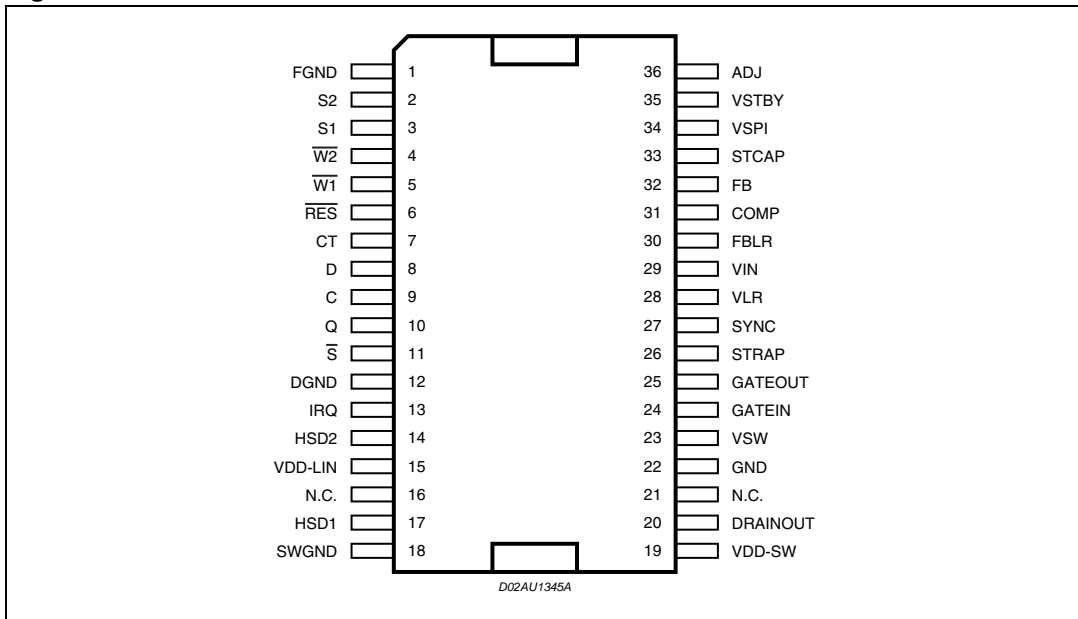 FGND 1 36 ADJ
S2 2 35 VSTBY
S1 3 34 VSPI
W̅2̅ 4 33 STCAP
W̅1̅ 5 32 FB
R̅E̅S̅ 6 31 COMP
CT 7 30 FBLR
D 8 29 VIN
C 9 28 VLR
Q 10 27 SYNC
S̅ 11 26 STRAP
DGND 12 25 GATEOUT
IRQ 13 24 GATEIN
HSD2 14 23 VSW
VDD-LIN 15 22 GND
N.C. 16 21 N.C.
HSD1 17 20 DRAINOUT
SWGND 18 19 VDD-SW
D02AU1345A